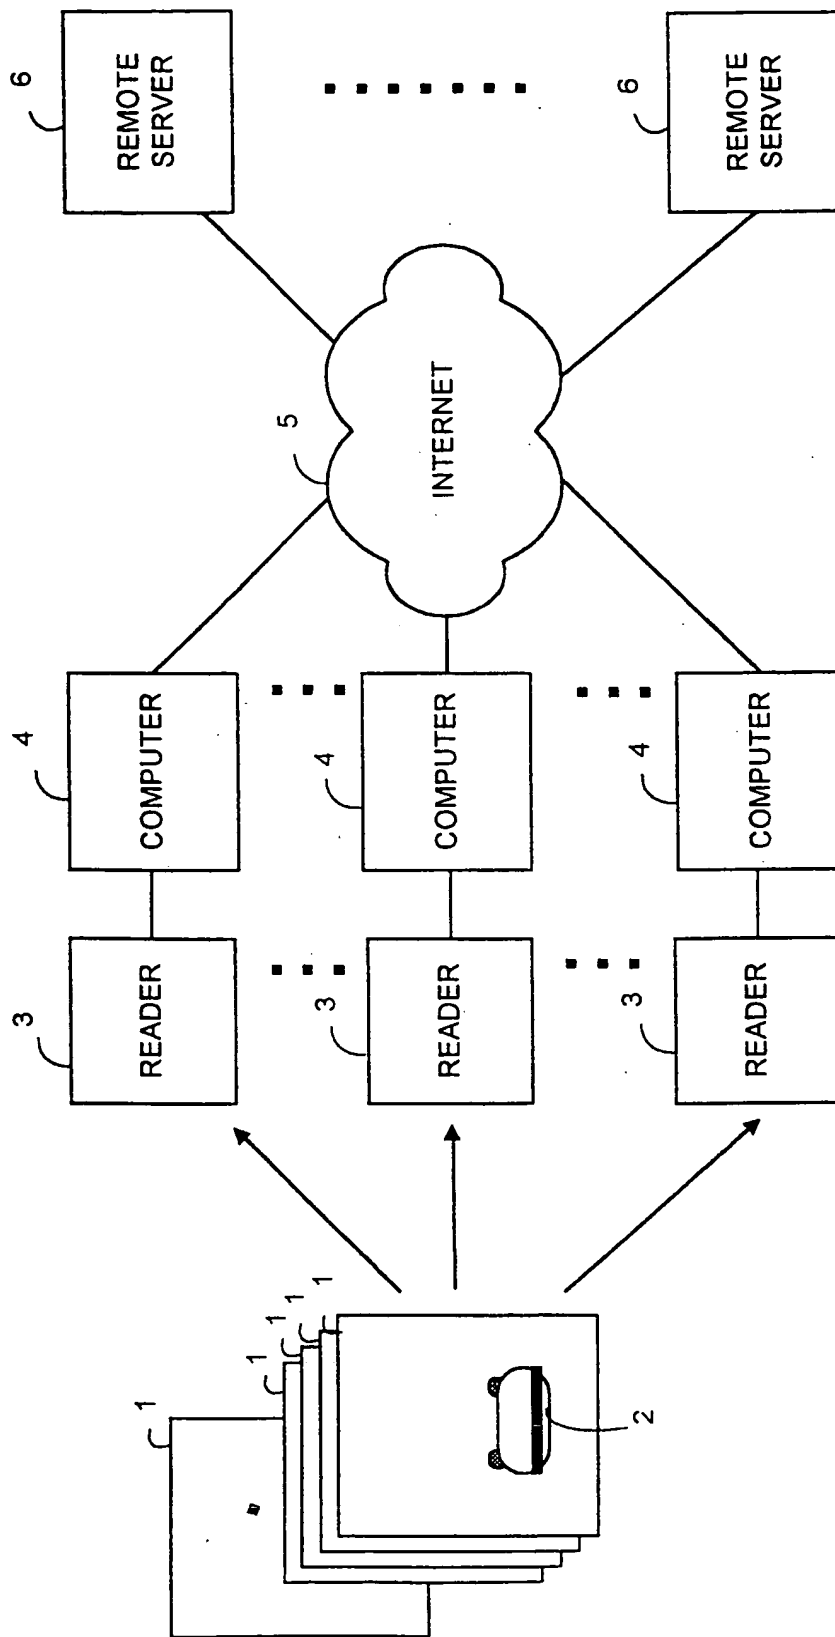 1
1
1
1
1
2
3
READER
3
READER
3
READER
4
COMPUTER
4
COMPUTER
4
COMPUTER
5
INTERNET
6
REMOTE
SERVER
6
REMOTE
SERVER